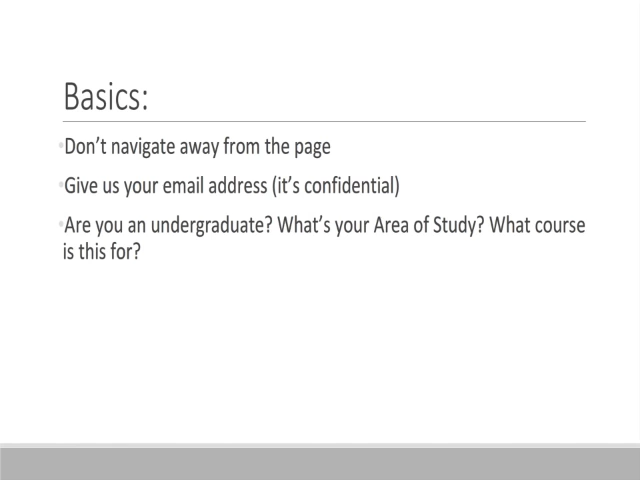 Basics:
•Don’t navigate away from the page
•Give us your email address (it’s confidential)
•Are you an undergraduate? What’s your Area of Study? What course
is this for?